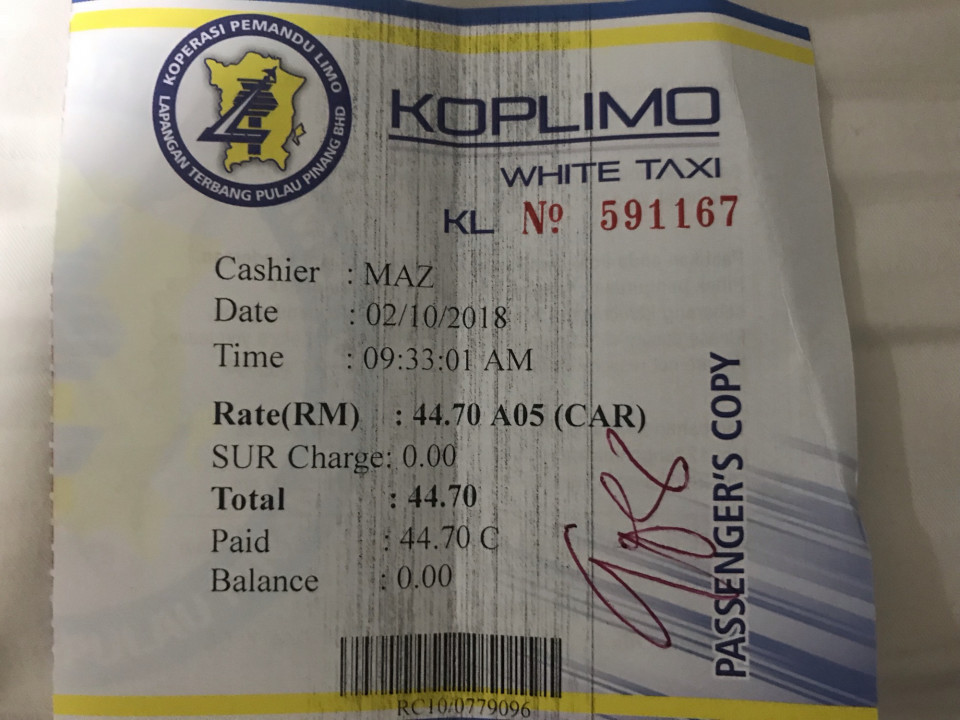 KOPERASI PEMANDU LIMO
LAPANGAN TERBANG PULAU PINANG BHD
KOPLIMO
WHITE TAXI
KL Nº 591167
Cashier : MAZ
Date : 02/10/2018
Time : 09:33:01 AM
Rate(RM) : 44.70 A05 (CAR)
SUR Charge: 0.00
Total : 44.70
Paid : 44.70 C
Balance : 0.00
PASSENGER'S COPY
RC10/0779096